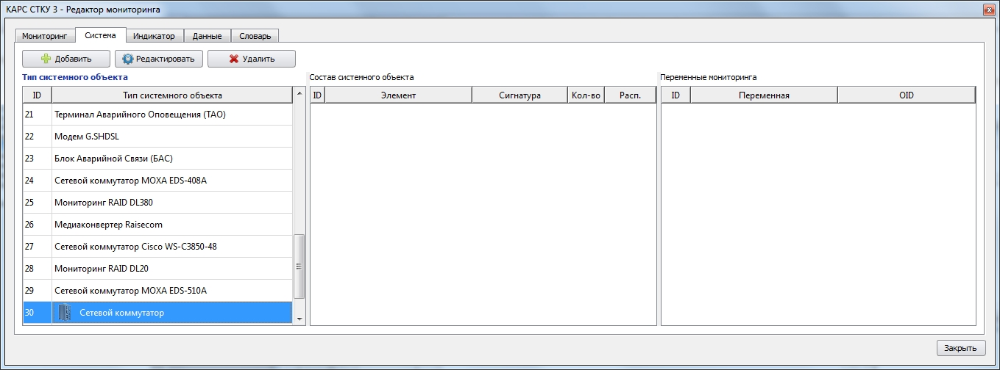 КАРС СТКУ 3 - Редактор мониторинга
Мониторинг Система Индикатор Данные Словарь
Добавить Редактировать Удалить
Тип системного объекта Состав системного объекта Переменные мониторинга
ID Тип системного объекта ID Элемент Сигнатура Кол-во Расп. ID Переменная OID
21 Терминал Аварийного Оповещения (ТАО)
22 Модем G.SHDSL
23 Блок Аварийной Связи (БАС)
24 Сетевой коммутатор MOXA EDS-408A
25 Мониторинг RAID DL380
26 Медиаконвертер Raisecom
27 Сетевой коммутатор Cisco WS-C3850-48
28 Мониторинг RAID DL20
29 Сетевой коммутатор MOXA EDS-510A
30 Сетевой коммутатор
Закрыть